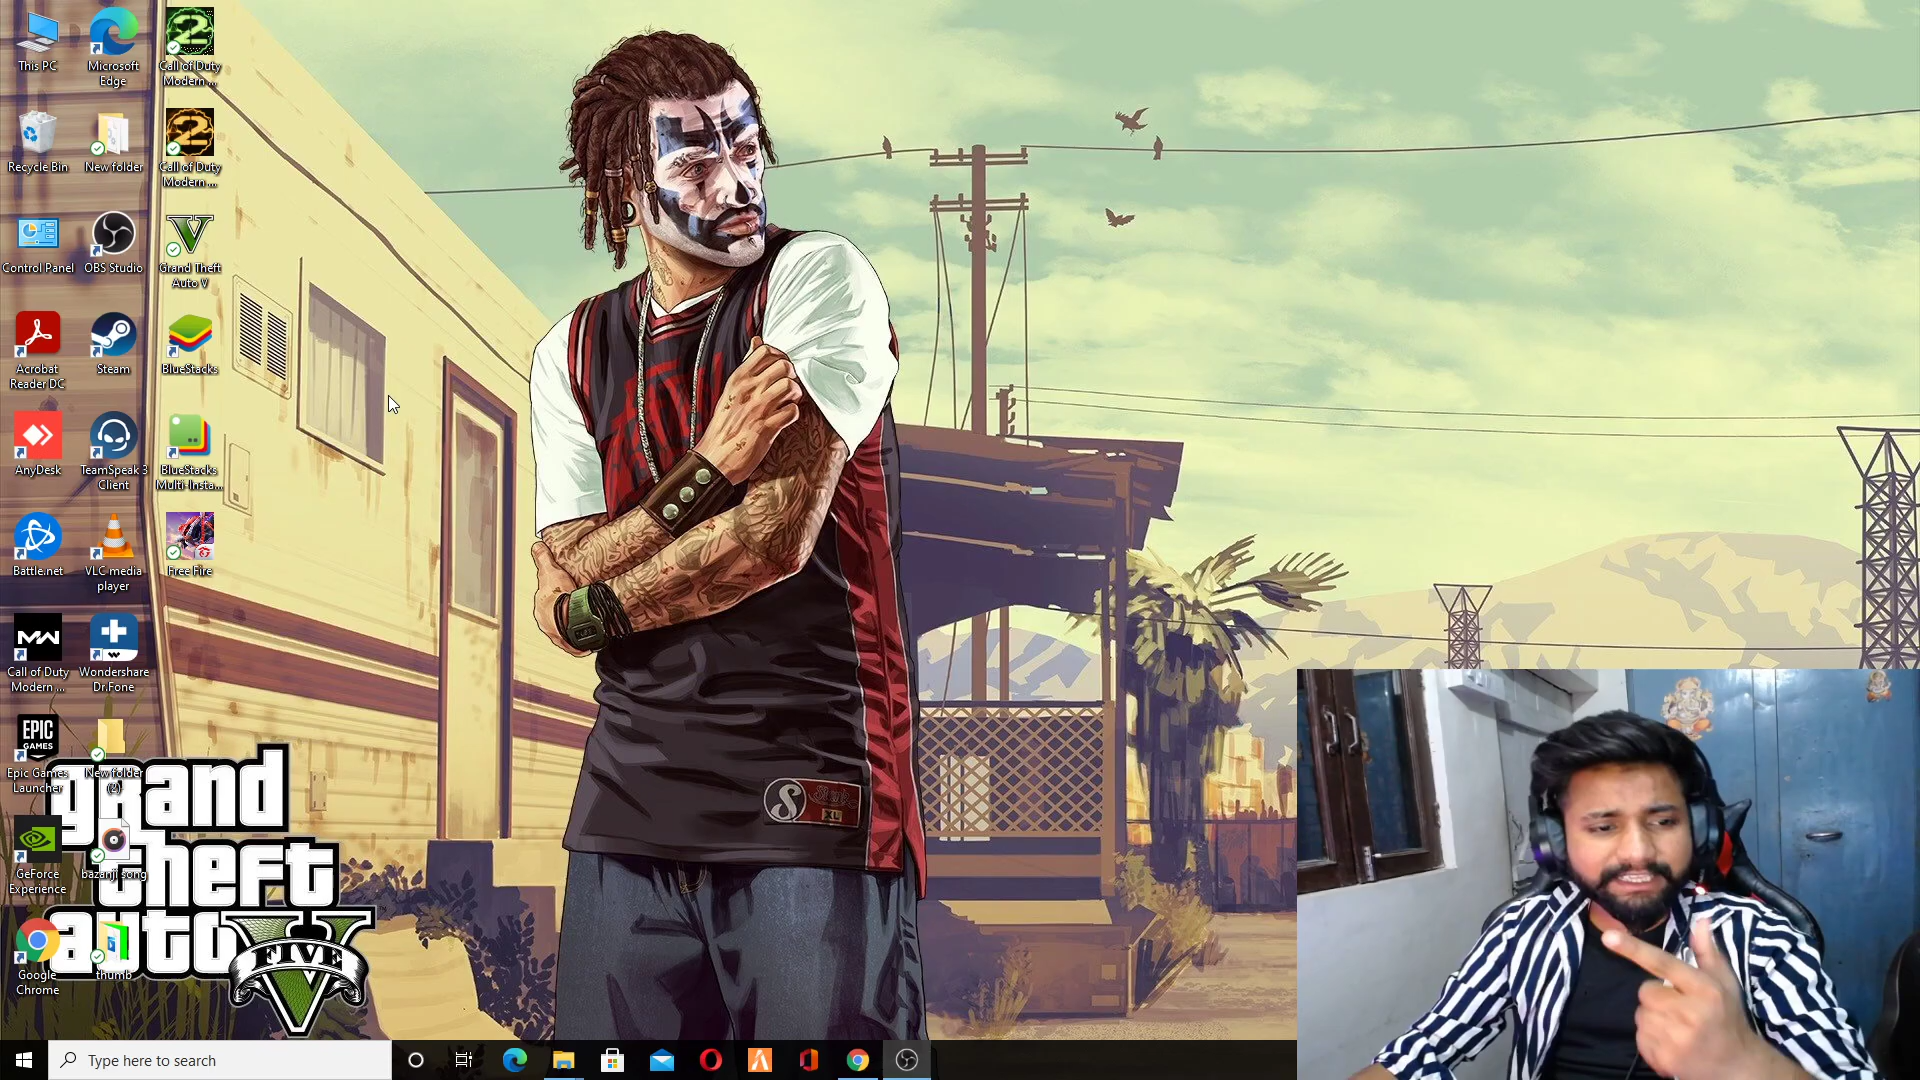 This PC
Microsoft
Edge
Call of Duty
Modern ...
Recycle Bin
New folder
Call of Duty
Modern ...
Control Panel
OBS Studio
Grand Theft
Auto V
Acrobat
Reader DC
Steam
BlueStacks
AnyDesk
TeamSpeak 3
Client
BlueStacks
Multi-Insta...
Battle.net
VLC media
player
Free Fire
MW
Call of Duty
Modern ...
Wondershare
Dr.Fone
EPIC
GAMES
Epic Games
Launcher
New folder
(2)
GeForce
Experience
bazanji song
Google
Chrome
thumb
grand
theft
auto
V
FIVE
S
XL
Type here to search